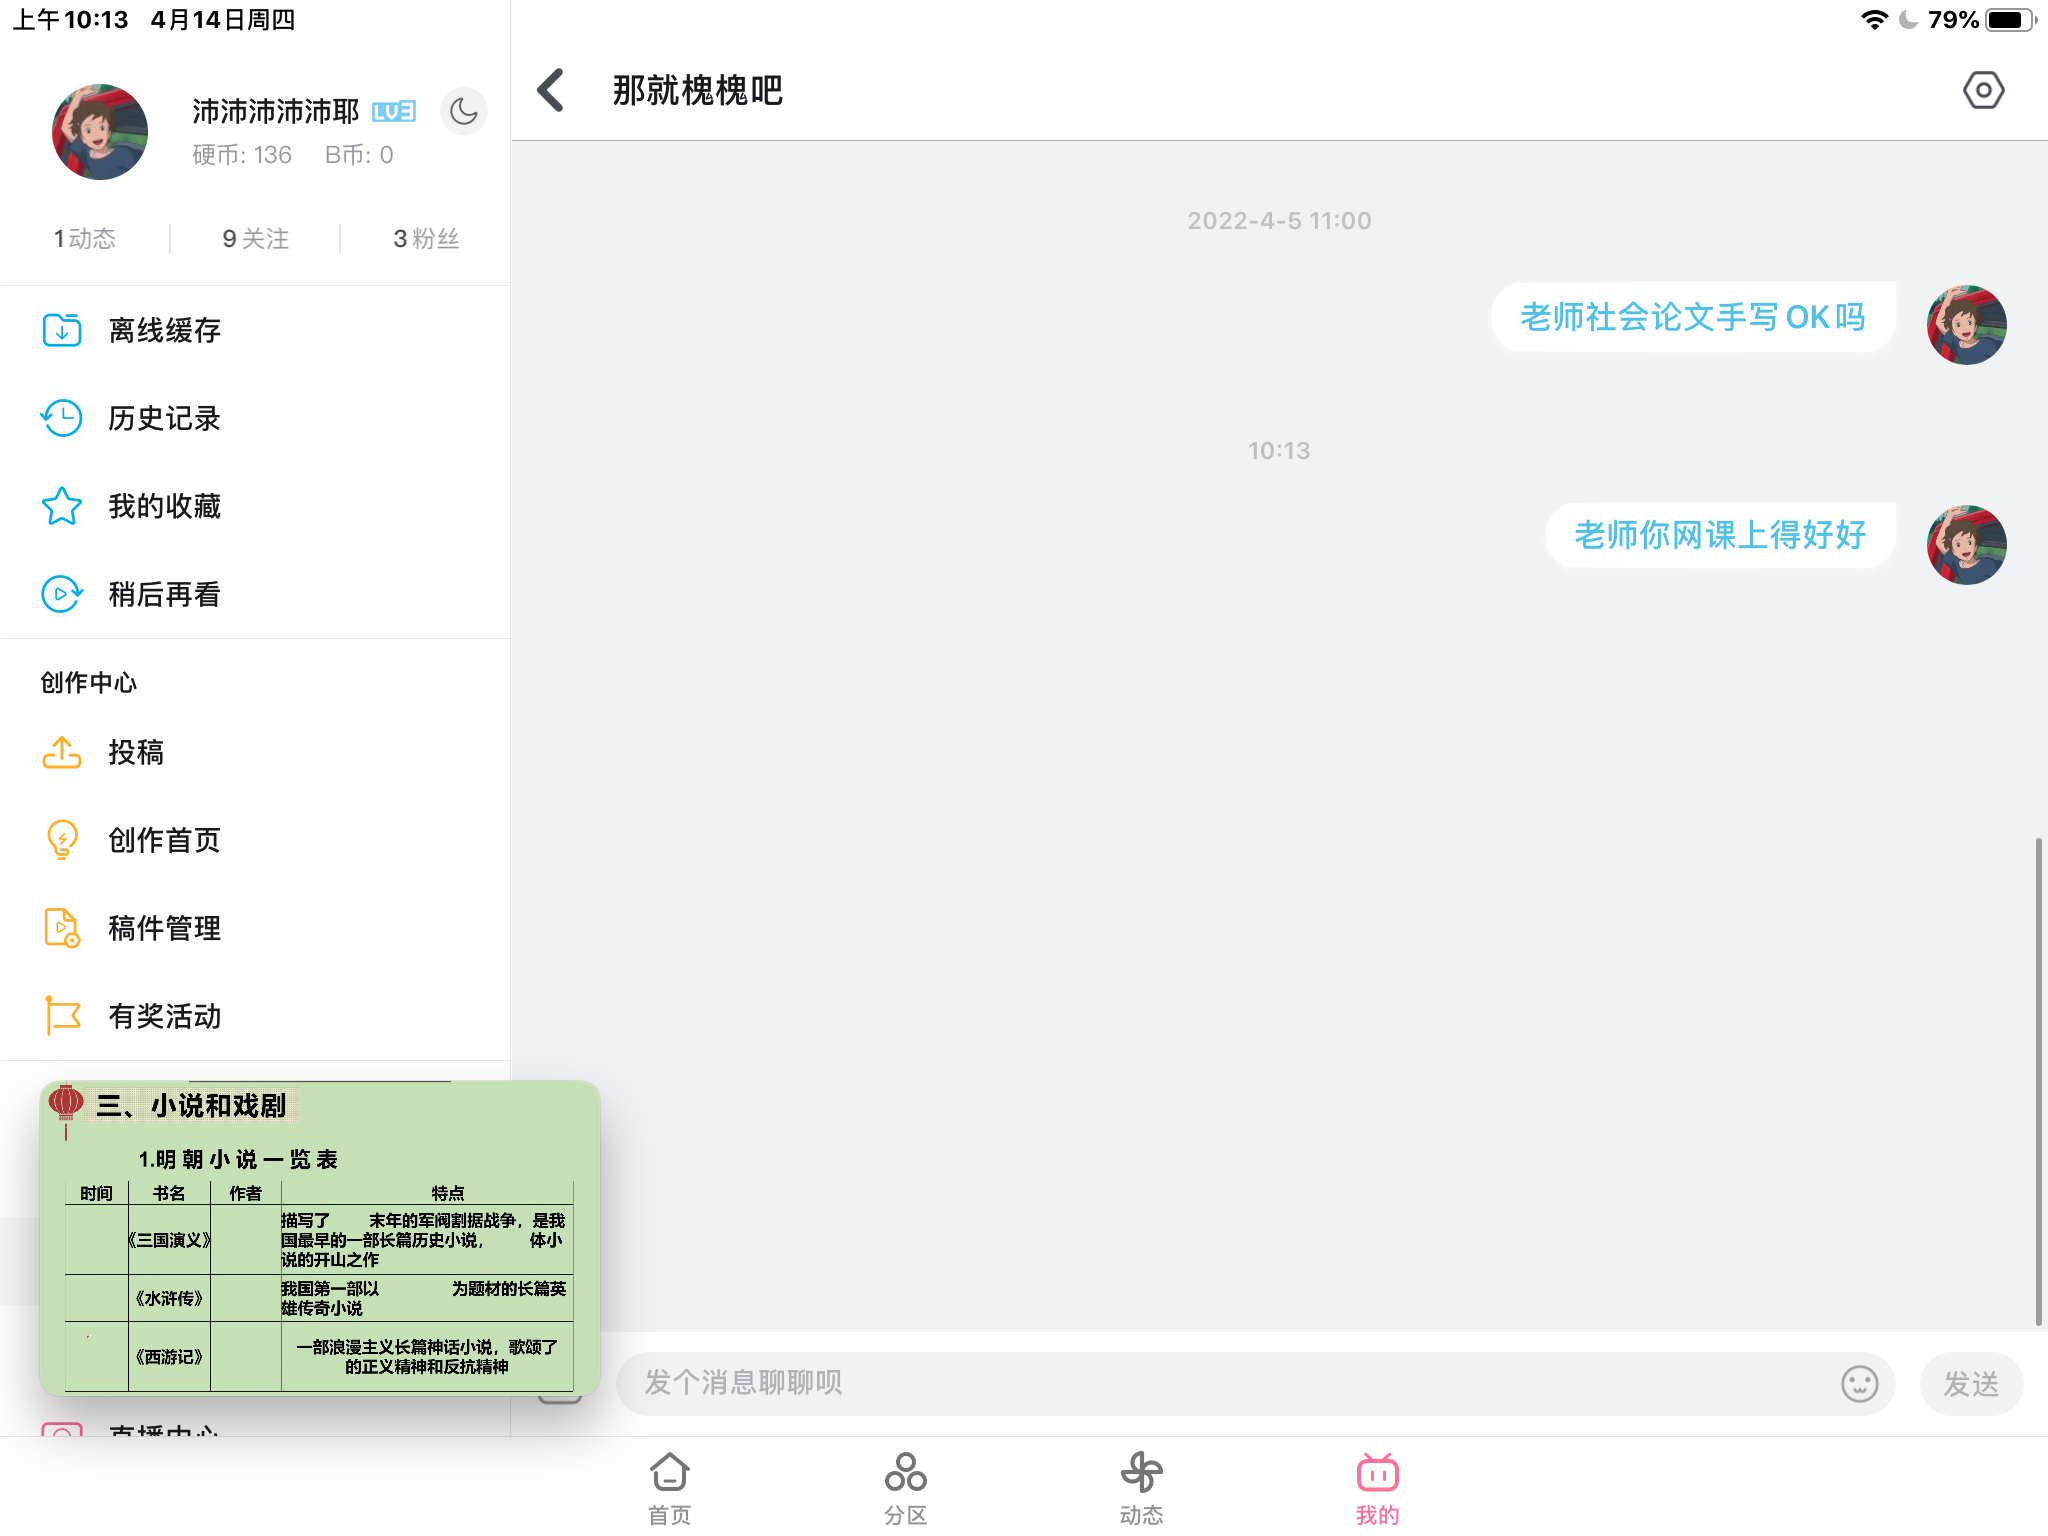 上午10:13 4月14日周四
79%
沛沛沛沛沛耶 LV3
硬币: 136 B币: 0
1动态 9关注 3粉丝
离线缓存
历史记录
我的收藏
稍后再看
创作中心
投稿
创作首页
稿件管理
有奖活动
三、小说和戏剧
1.明朝小说一览表
时间 书名 作者 特点
《三国演义》
描写了 末年的军阀割据战争，是我
国最早的一部长篇历史小说， 体小
说的开山之作
《水浒传》
我国第一部以 为题材的长篇英
雄传奇小说
《西游记》
一部浪漫主义长篇神话小说，歌颂了
的正义精神和反抗精神
直播中心
那就槐槐吧
2022-4-5 11:00
老师社会论文手写OK吗
10:13
老师你网课上得好好
发个消息聊聊呗
发送
首页 分区 动态 我的